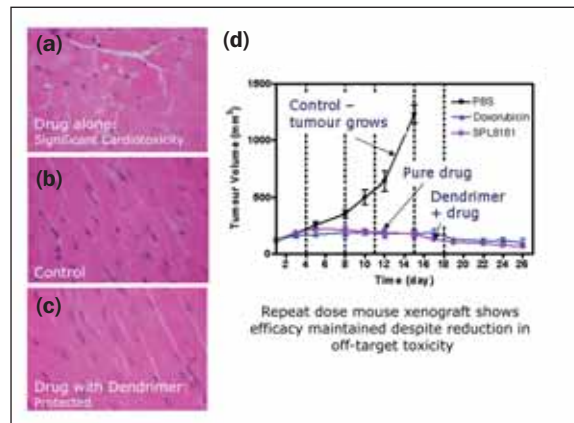 (a)
Drug alone:
Significant Cardiotoxicity
(b)
Control
(c)
Drug with Dendrimer:
Protected
(d)
1500
1000
500
0
Tumour Volume (mm³)
Control –
tumour grows
PBS
Doxorubicin
SPL8161
Pure drug
Dendrimer
+ drug
2 4 6 8 10 12 14 16 18 20 22 24 26
Time (day)
Repeat dose mouse xenograft shows
efficacy maintained despite reduction in
off-target toxicity